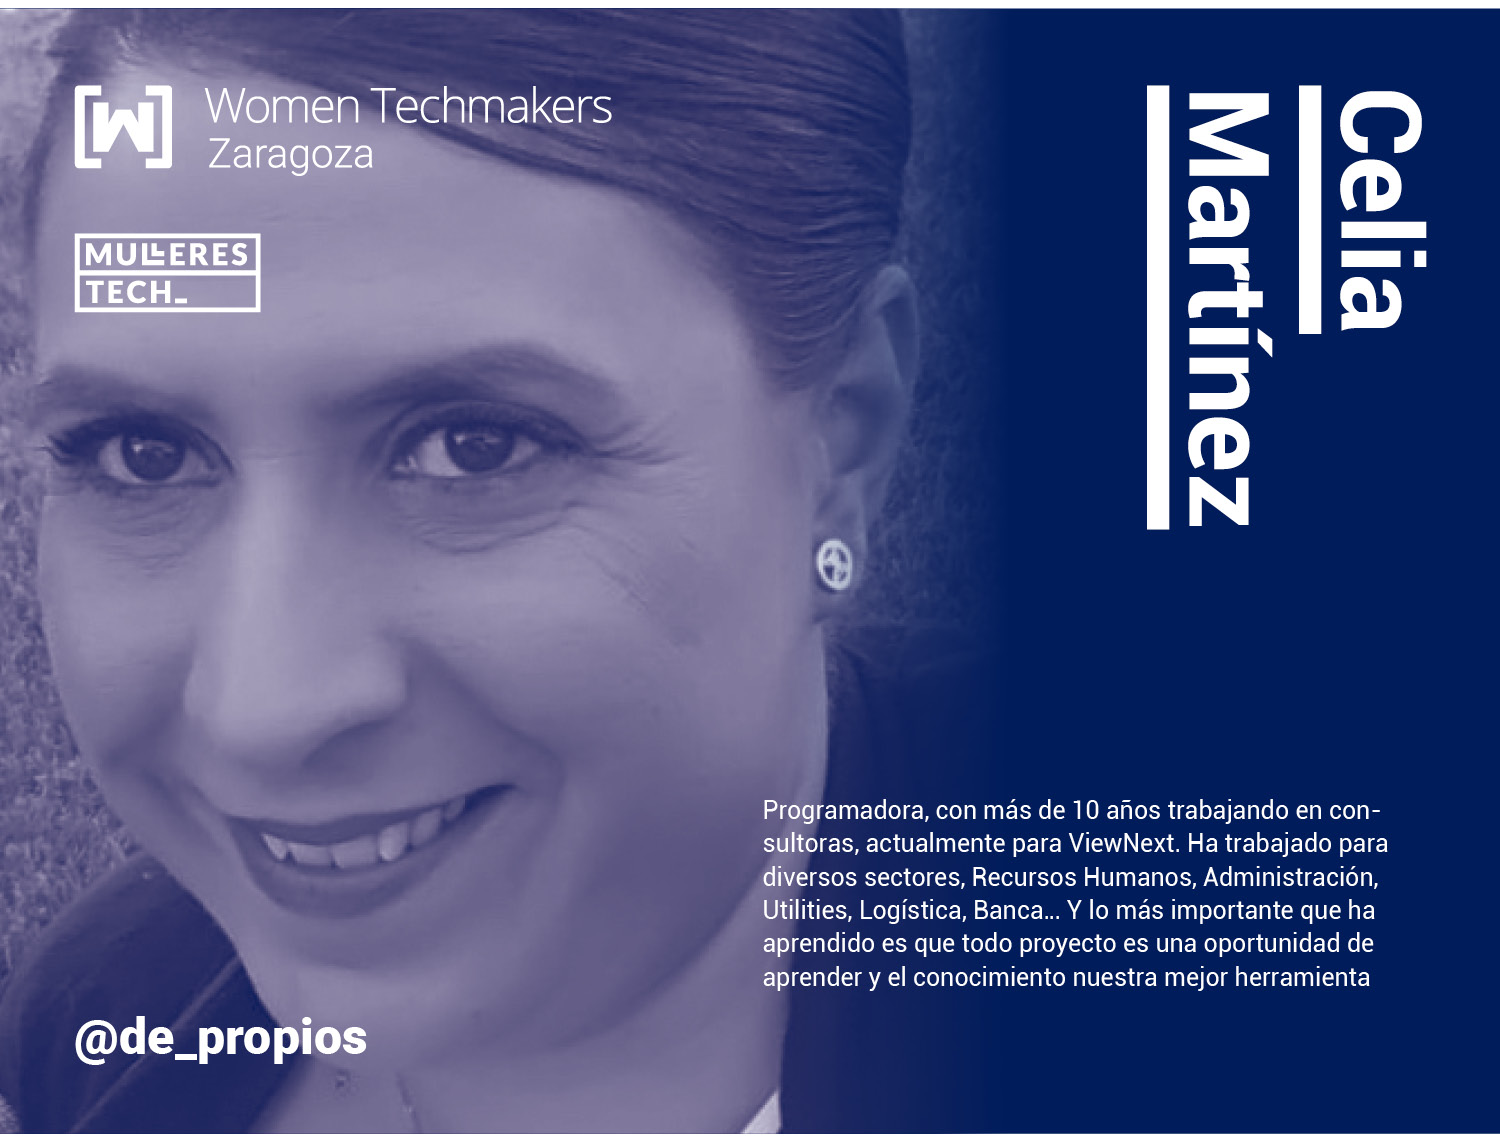 Women Techmakers
Zaragoza
MULLERES
TECH_
Celia
Martínez
Programadora, con más de 10 años trabajando en con-
sultoras, actualmente para ViewNext. Ha trabajado para
diversos sectores, Recursos Humanos, Administración,
Utilities, Logística, Banca... Y lo más importante que ha
aprendido es que todo proyecto es una oportunidad de
aprender y el conocimiento nuestra mejor herramienta
@de_propios